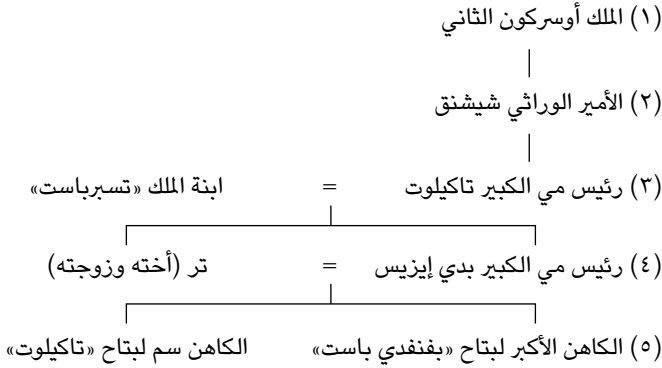 (١) الملك أوسركون الثاني
(٢) الأمير الوراثي شيشنق
(٣) رئيس مي الكبير تاكيلوت = ابنة الملك «تسبرباست»
(٤) رئيس مي الكبير بدي إيزيس = تر (أخته وزوجته)
(٥) الكاهن الأكبر لبتاح «بفنفدي باست» الكاهن سم لبتاح «تاكيلوت»